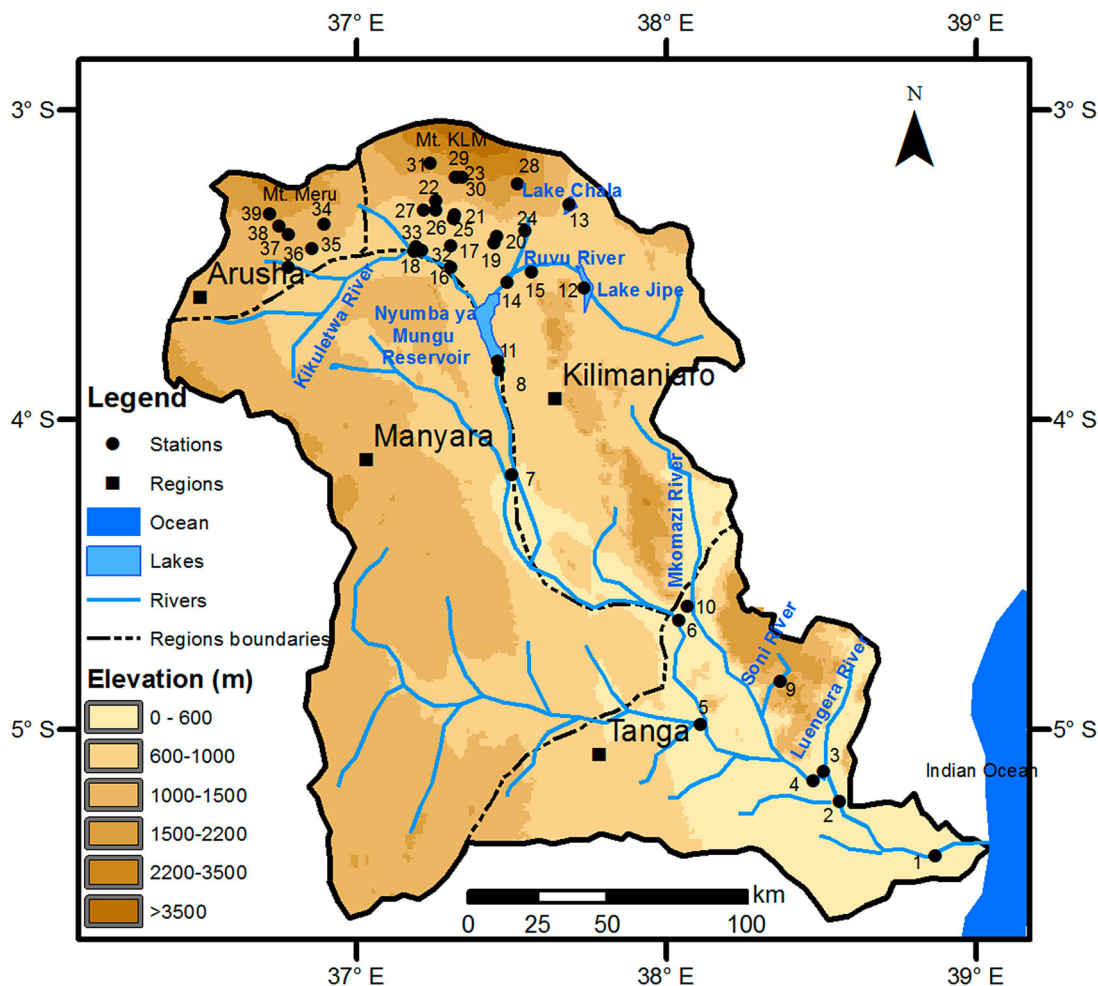 37° E 38° E 39° E
N
3° S 3° S
Mt. KLM
31 29 23 28
30
Mt. Meru 22 Lake Chala
39 34 27 21 24 13
38 26 25
37 36 35 33 17 20
18 32 19 Ruvu River
Arusha 16 15 12 Lake Jipe
14
Kikuletwa River
Nyumba ya
Mungu
Reservoir
11
8 Kilimanjaro
4° S 4° S
Manyara
7
Mkomazi River
10
6
Soni River
9
Luengera River
5
5° S 5° S
Tanga
3
4
2
Indian Ocean
1
Legend
Stations
Regions
Ocean
Lakes
Rivers
Regions boundaries
Elevation (m)
0 - 600
600-1000
1000-1500
1500-2200
2200-3500
>3500
km
0 25 50 100
37° E 38° E 39° E